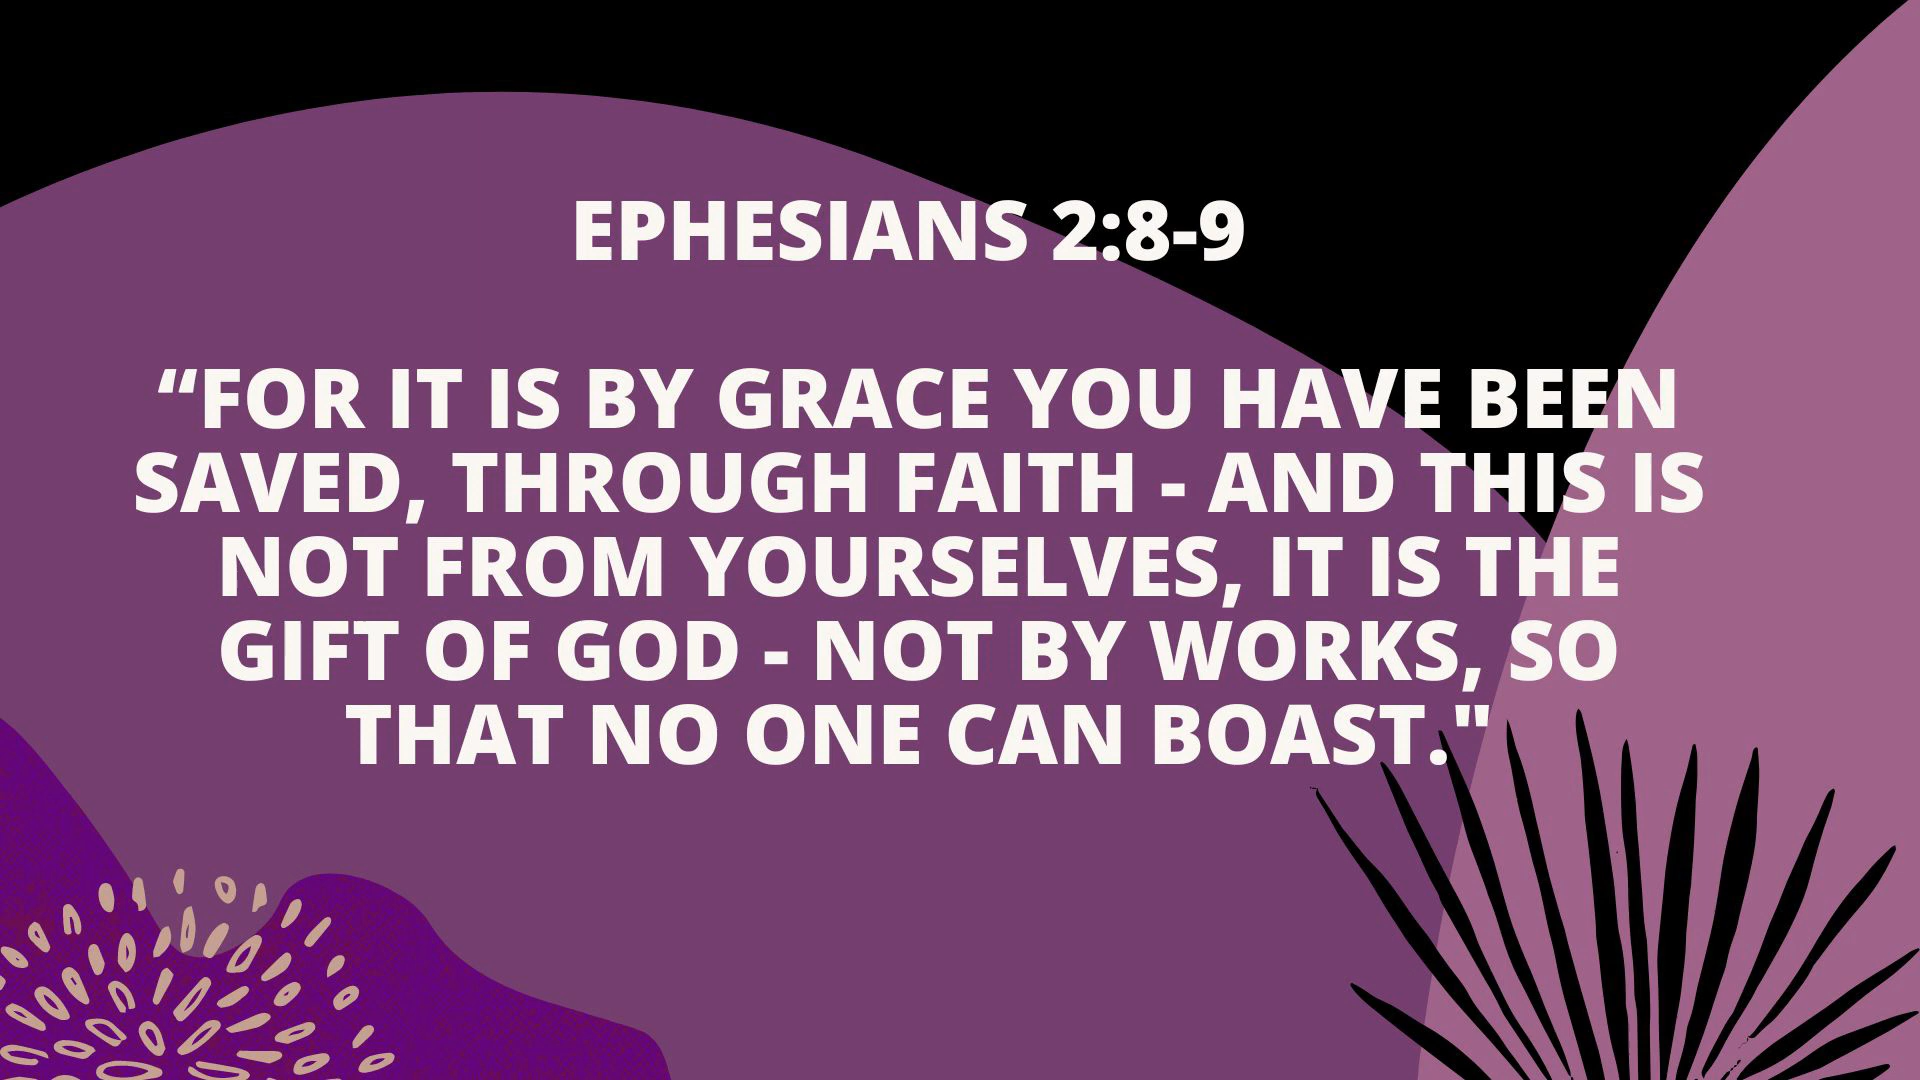 EPHESIANS 2:8-9
“FOR IT IS BY GRACE YOU HAVE BEEN
SAVED, THROUGH FAITH - AND THIS IS
NOT FROM YOURSELVES, IT IS THE
GIFT OF GOD - NOT BY WORKS, SO
THAT NO ONE CAN BOAST."